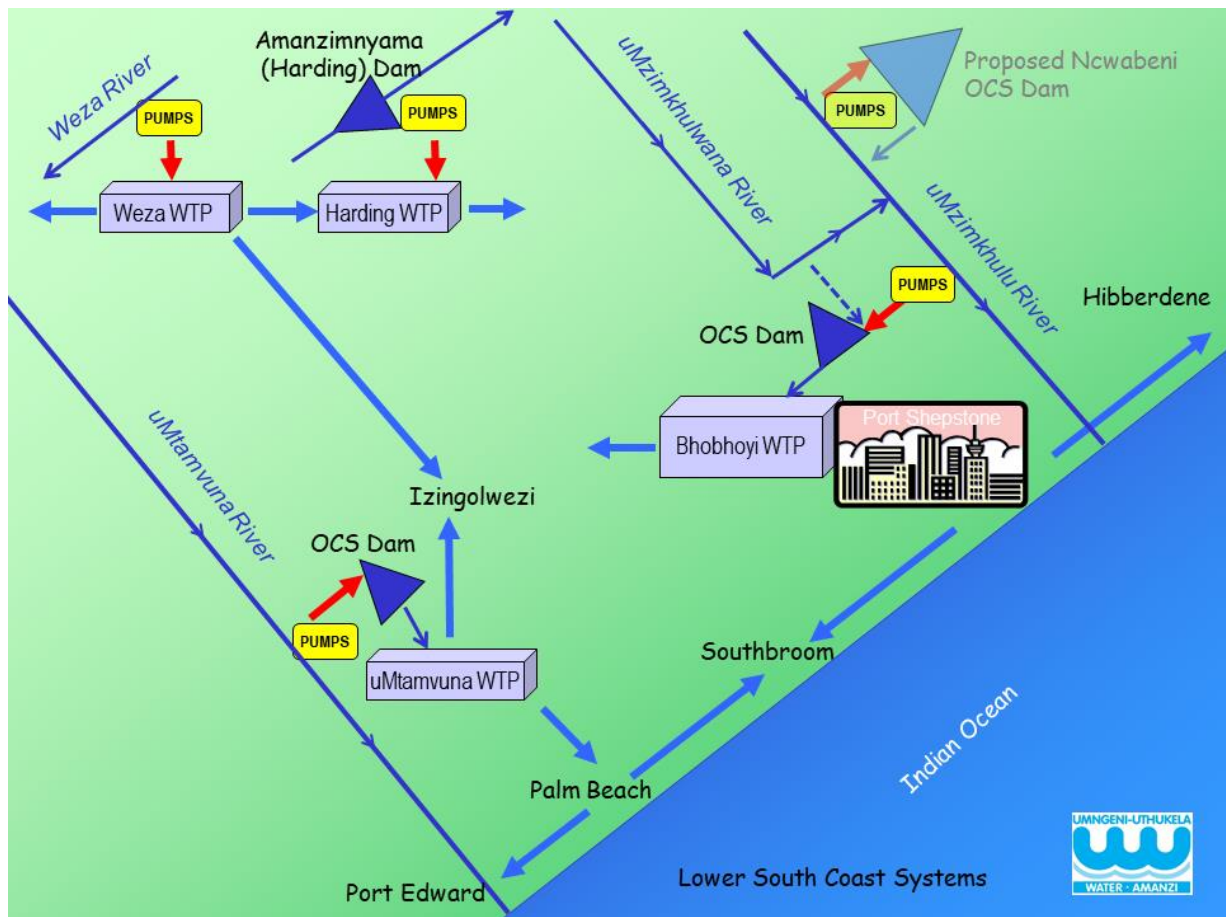 Amanzimnyama
(Harding) Dam
Weza River
PUMPS
PUMPS
Weza WTP
Harding WTP
uMzimkhulwana River
PUMPS
Proposed Ncwabeni
OCS Dam
uMzimkhulu River
PUMPS
Hibberdene
OCS Dam
Bhobhoyi WTP
Port Shepstone
uMtamvuna River
Izingolwezi
OCS Dam
PUMPS
uMtamvuna WTP
Southbroom
Palm Beach
Indian Ocean
Port Edward
Lower South Coast Systems
UMNGENI-UTHUKELA
WATER · AMANZI